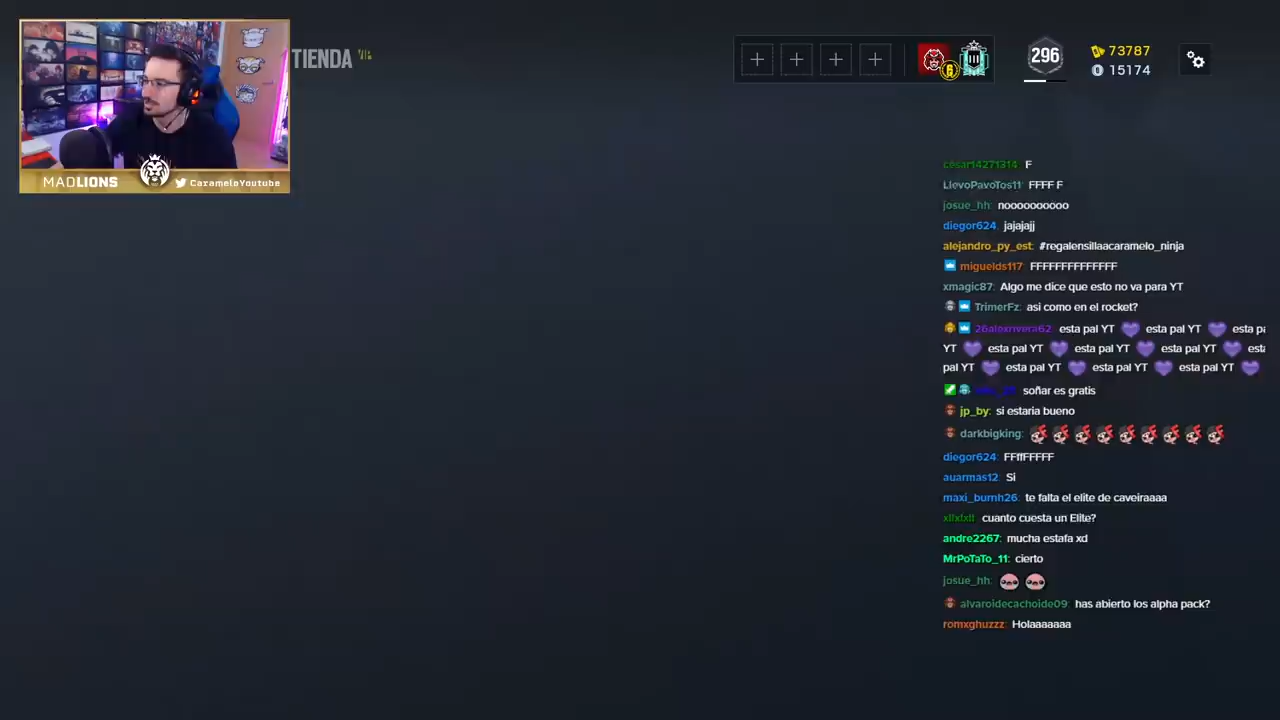 TIENDA
296
73787
15174
MADLIONS
CarameloYoutube
césar14271314: F
LlevoPavoTos11: FFFF F
josue_hh: noooooooooo
diegor624: jajajajj
alejandro_py_est: #regalensillaacaramelo_ninja
miguelds117: FFFFFFFFFFFFFF
xmagic87: Algo me dice que esto no va para YT
TrimerFz: asi como en el rocket?
26alexrivera62: esta pal YT esta pal YT esta pa
YT esta pal YT esta pal YT esta pal YT est
pal YT esta pal YT esta pal YT esta pal YT
soñar es gratis
jp_by: si estaria bueno
darkbigking:
diegor624: FFffFFFFF
auarmas12: Si
maxi_burnh26: te falta el elite de caveiraaaa
cuanto cuesta un Elite?
andre2267: mucha estafa xd
MrPoTaTo_11: cierto
josue_hh:
alvaroidecachoide09: has abierto los alpha pack?
romxghuzzz: Holaaaaaaa